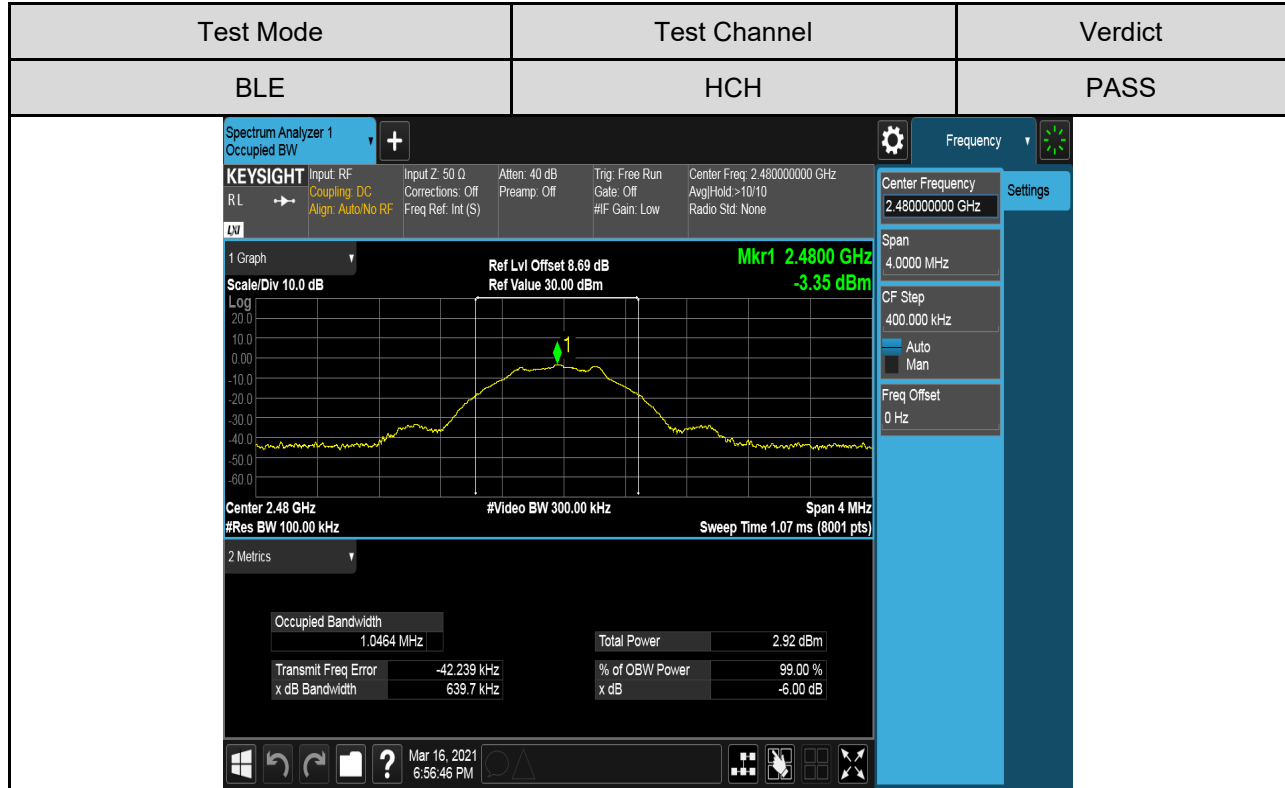 Test Mode
Test Channel
Verdict
BLE
HCH
PASS
Spectrum Analyzer 1
Occupied BW
+
Frequency
KEYSIGHT
RL
LXI
Input: RF
Coupling: DC
Align: Auto/No RF
Input Z: 50 Ω
Corrections: Off
Freq Ref: Int (S)
Atten: 40 dB
Preamp: Off
Trig: Free Run
Gate: Off
#IF Gain: Low
Center Freq: 2.480000000 GHz
Avg|Hold:>10/10
Radio Std: None
Center Frequency
2.480000000 GHz
Settings
Span
4.0000 MHz
CF Step
400.000 kHz
Auto
Man
Freq Offset
0 Hz
1 Graph
Scale/Div 10.0 dB
Ref Lvl Offset 8.69 dB
Ref Value 30.00 dBm
Mkr1 2.4800 GHz
-3.35 dBm
Log
20.0
10.0
0.00
-10.0
-20.0
-30.0
-40.0
-50.0
-60.0
1
Center 2.48 GHz
#Video BW 300.00 kHz
Span 4 MHz
#Res BW 100.00 kHz
Sweep Time 1.07 ms (8001 pts)
2 Metrics
Occupied Bandwidth
1.0464 MHz
Total Power 2.92 dBm
Transmit Freq Error -42.239 kHz
% of OBW Power 99.00 %
x dB Bandwidth 639.7 kHz
x dB -6.00 dB
?
Mar 16, 2021
6:56:46 PM